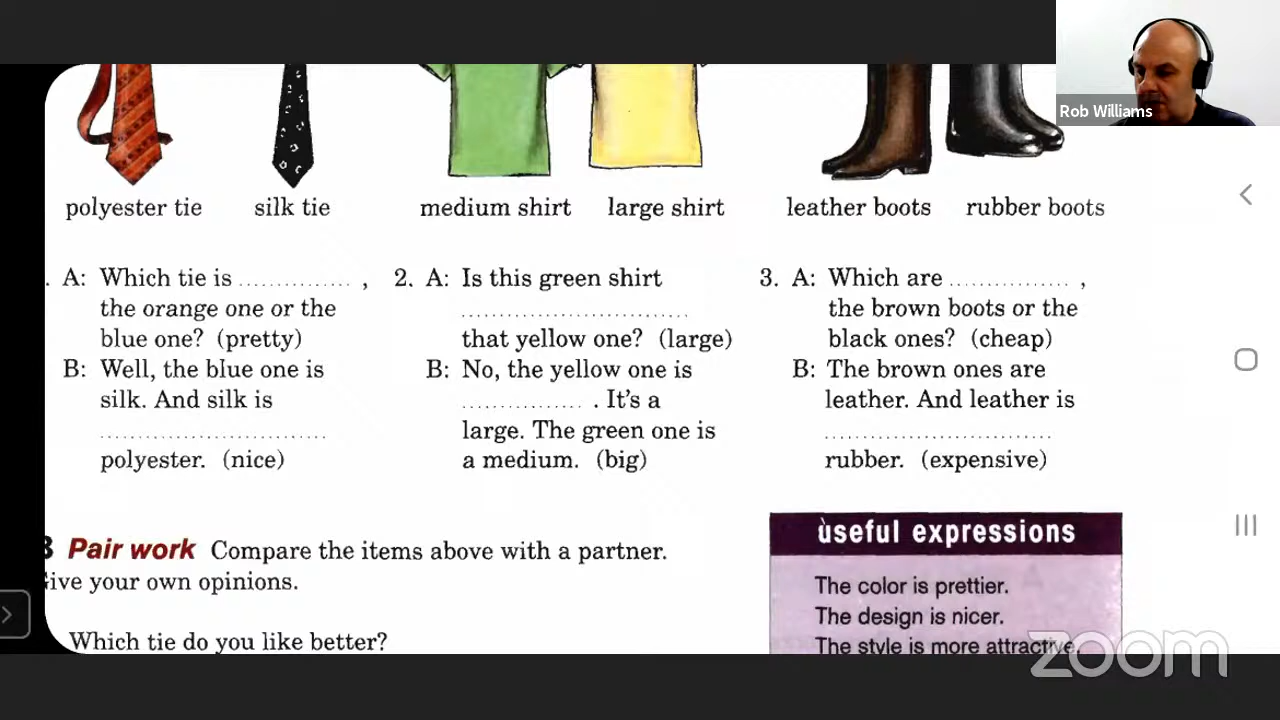 Rob Williams
polyester tie silk tie medium shirt large shirt leather boots rubber boots
. A: Which tie is ............... ,
the orange one or the
blue one? (pretty)
B: Well, the blue one is
silk. And silk is
..............................
polyester. (nice)
2. A: Is this green shirt
..............................
that yellow one? (large)
B: No, the yellow one is
................ . It's a
large. The green one is
a medium. (big)
3. A: Which are ................ ,
the brown boots or the
black ones? (cheap)
B: The brown ones are
leather. And leather is
..............................
rubber. (expensive)
Pair work Compare the items above with a partner.
Give your own opinions.
Which tie do you like better?
useful expressions
The color is prettier.
The design is nicer.
The style is more attractive.
zoom